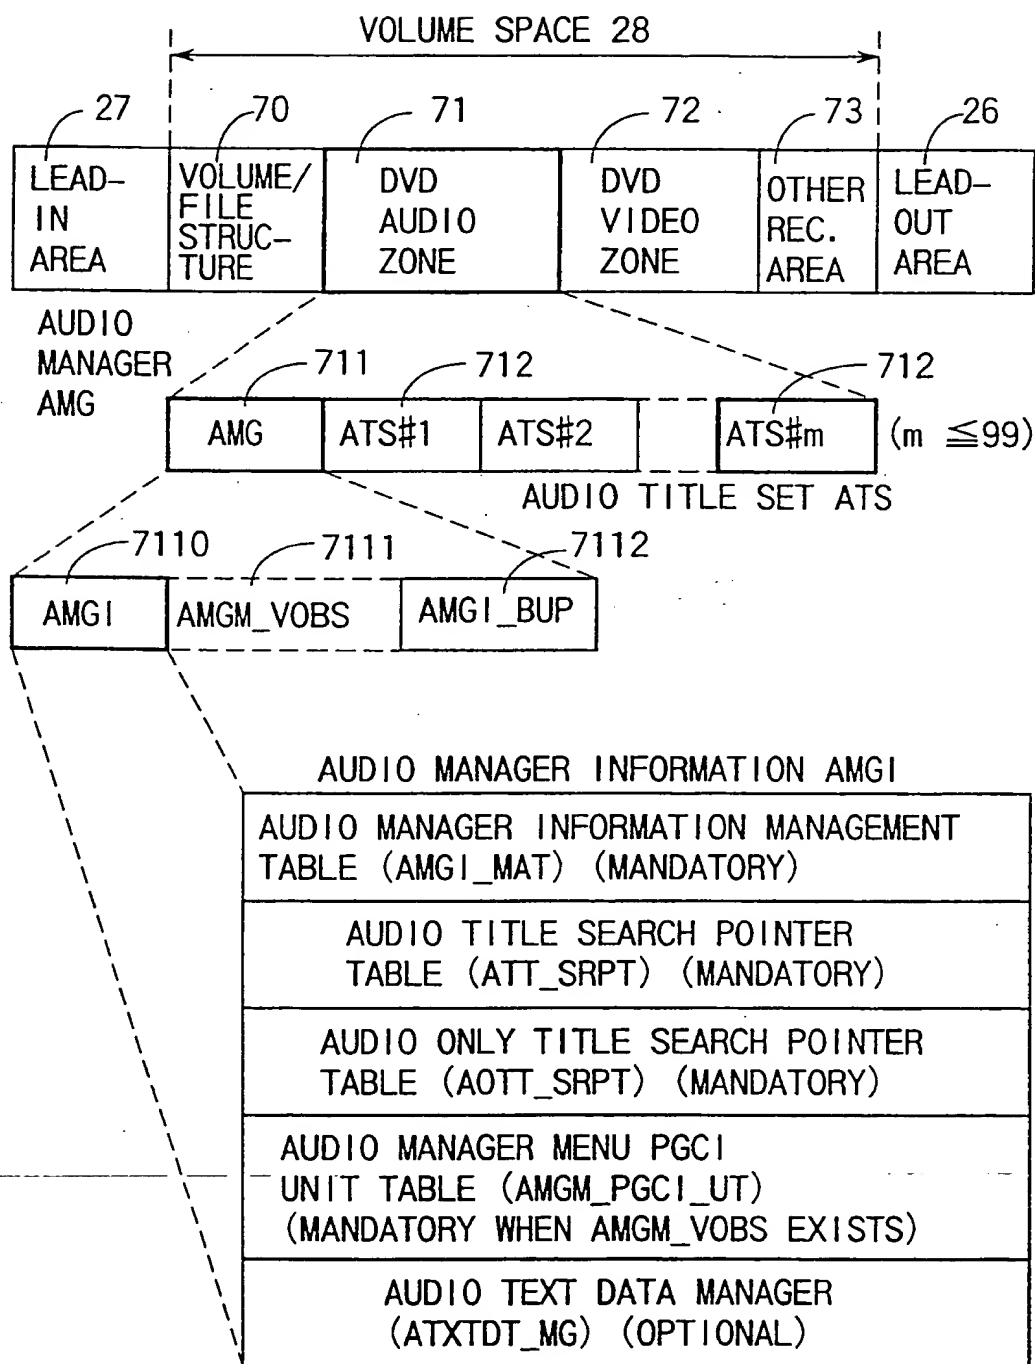 VOLUME SPACE 28
27
70
71
72
73
26
LEAD-
IN
AREA
VOLUME/
FILE
STRUC-
TURE
DVD
AUDIO
ZONE
DVD
VIDEO
ZONE
OTHER
REC.
AREA
LEAD-
OUT
AREA
AUDIO
MANAGER
AMG
711
712
712
AMG
ATS#1
ATS#2
ATS#m
(m ≦99)
AUDIO TITLE SET ATS
7110
7111
7112
AMGI
AMGM_VOBS
AMGI_BUP
AUDIO MANAGER INFORMATION AMGI
AUDIO MANAGER INFORMATION MANAGEMENT
TABLE (AMGI_MAT) (MANDATORY)
AUDIO TITLE SEARCH POINTER
TABLE (ATT_SRPT) (MANDATORY)
AUDIO ONLY TITLE SEARCH POINTER
TABLE (AOTT_SRPT) (MANDATORY)
AUDIO MANAGER MENU PGCI
UNIT TABLE (AMGM_PGCI_UT)
(MANDATORY WHEN AMGM_VOBS EXISTS)
AUDIO TEXT DATA MANAGER
(ATXTDT_MG) (OPTIONAL)